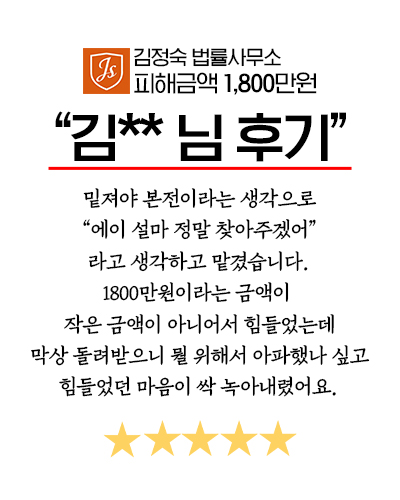 Js
김정숙 법률사무소
피해금액 1,800만원
“김** 님 후기”
밑져야 본전이라는 생각으로
“에이 설마 정말 찾아주겠어”
라고 생각하고 맡겼습니다.
1800만원이라는 금액이
작은 금액이 아니어서 힘들었는데
막상 돌려받으니 뭘 위해서 아파했나 싶고
힘들었던 마음이 싹 녹아내렸어요.